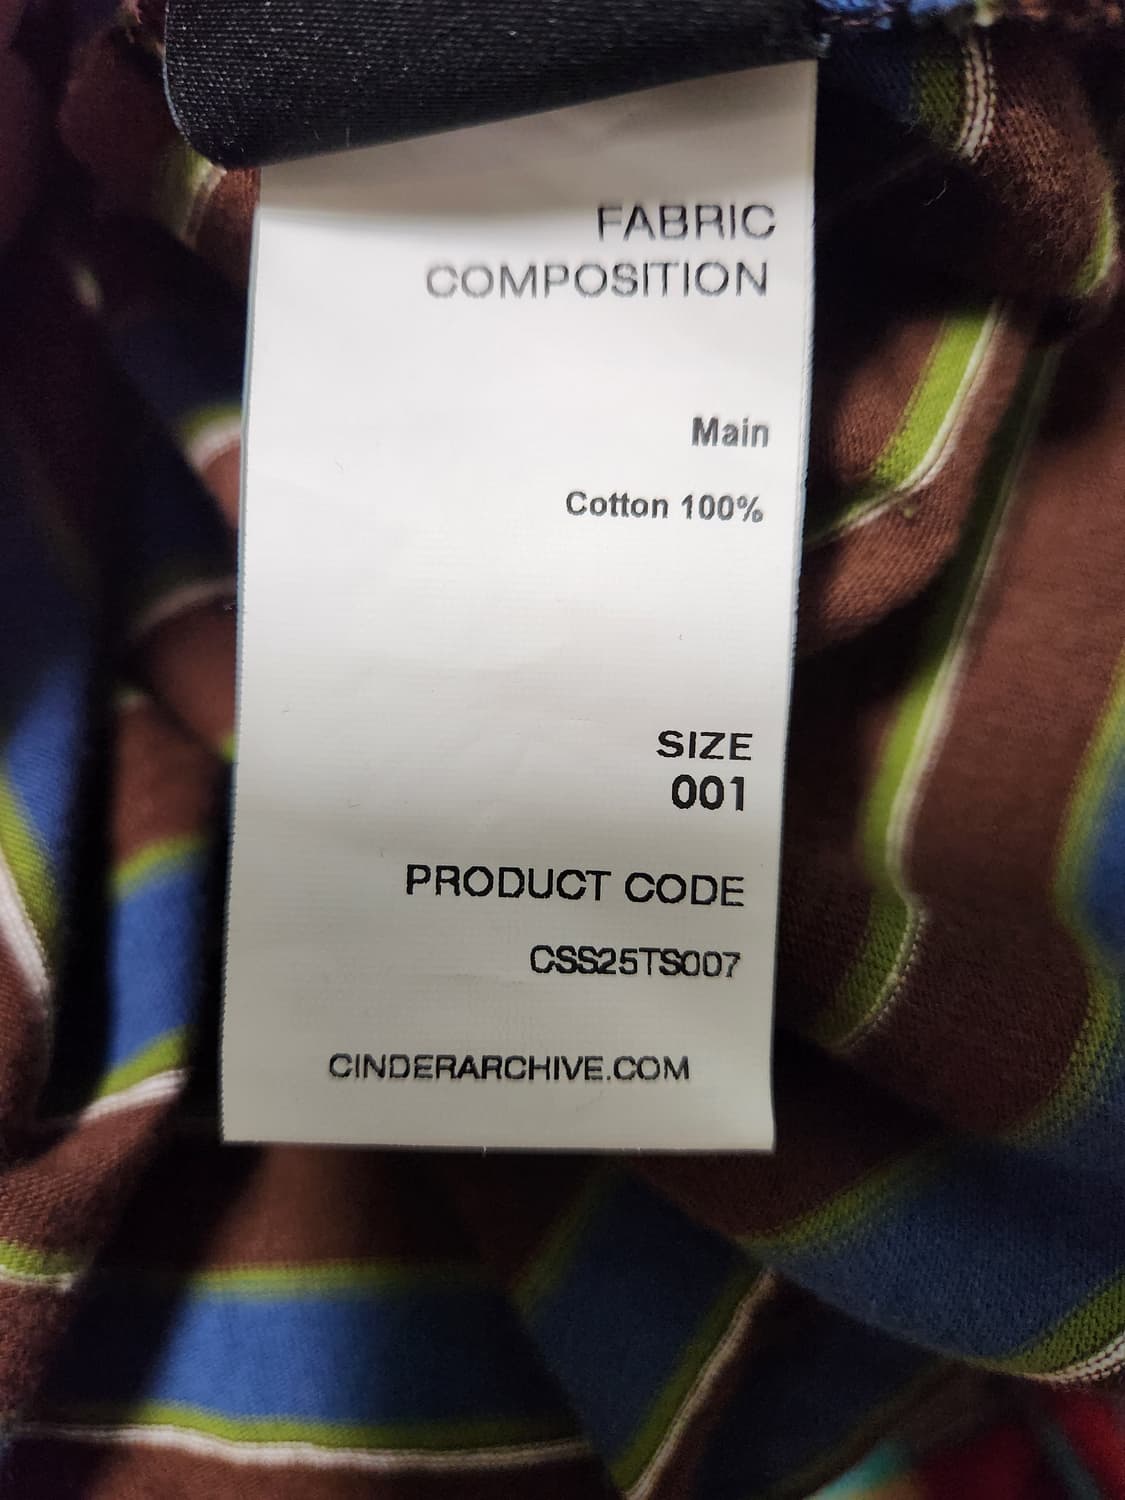 FABRIC
COMPOSITION
Main
Cotton 100%
SIZE
001
PRODUCT CODE
CSS25TS007
CINDERARCHIVE.COM